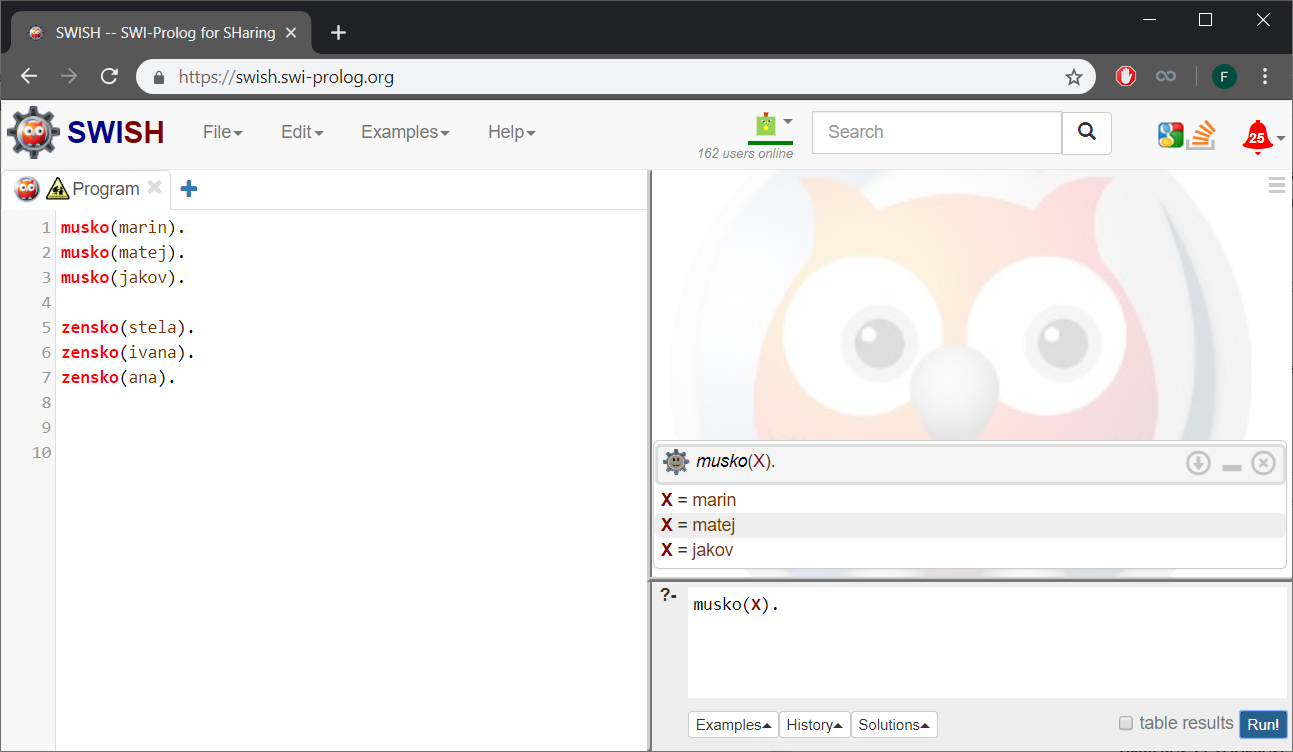 SWISH -- SWI-Prolog for SHaring
https://swish.swi-prolog.org
F
SWISH File Edit Examples Help
162 users online
Search
25
Program
1 musko(marin).
2 musko(matej).
3 musko(jakov).
4
5 zensko(stela).
6 zensko(ivana).
7 zensko(ana).
8
9
10
musko(X).
X = marin
X = matej
X = jakov
?- musko(X).
Examples History Solutions table results Run!